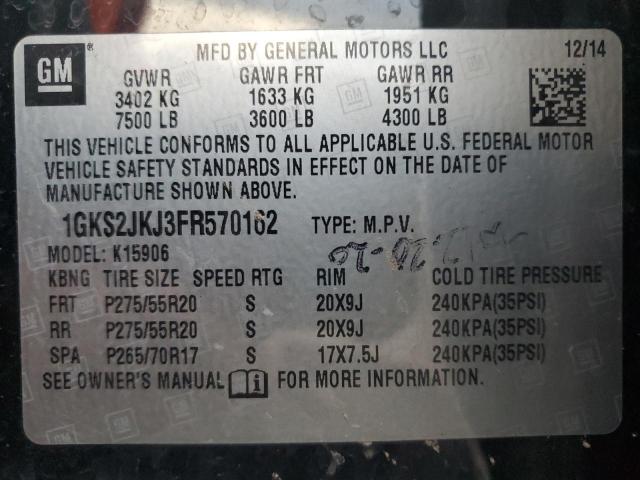 GM
MFD BY GENERAL MOTORS LLC 12/14
GVWR GAWR FRT GAWR RR
3402 KG 1633 KG 1951 KG
7500 LB 3600 LB 4300 LB
THIS VEHICLE CONFORMS TO ALL APPLICABLE U.S. FEDERAL MOTOR
VEHICLE SAFETY STANDARDS IN EFFECT ON THE DATE OF
MANUFACTURE SHOWN ABOVE.
1GKS2JKJ3FR570162 TYPE: M.P.V.
MODEL: K15906
KBNG TIRE SIZE SPEED RTG RIM COLD TIRE PRESSURE
FRT P275/55R20 S 20X9J 240KPA(35PSI)
RR P275/55R20 S 20X9J 240KPA(35PSI)
SPA P265/70R17 S 17X7.5J 240KPA(35PSI)
SEE OWNER'S MANUAL FOR MORE INFORMATION.